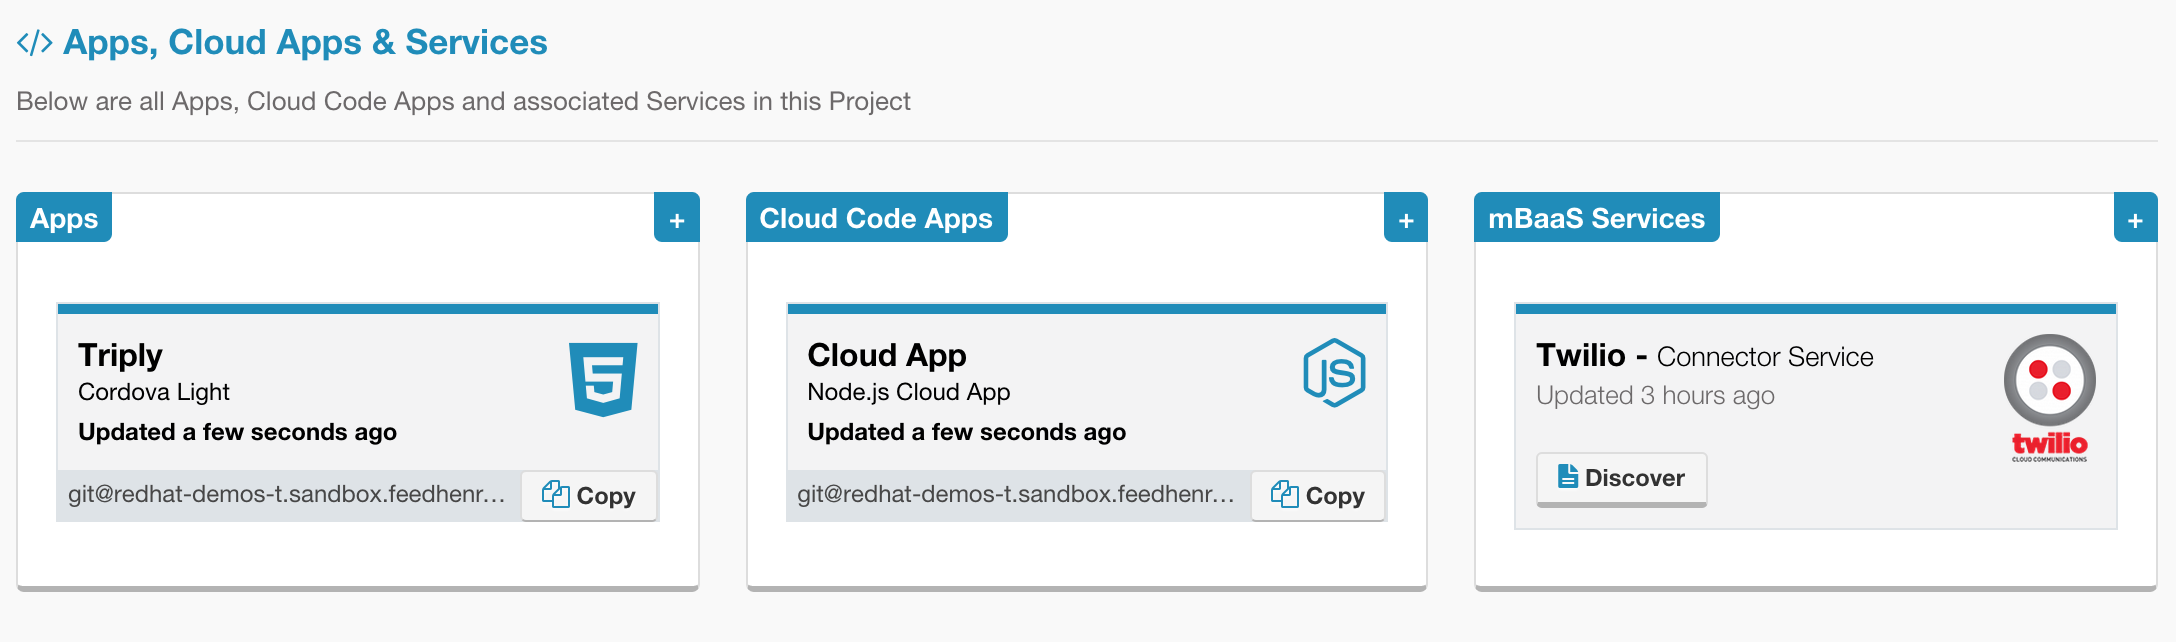 </> Apps, Cloud Apps & Services
Below are all Apps, Cloud Code Apps and associated Services in this Project
Apps
+
Triply
Cordova Light
Updated a few seconds ago
5
git@redhat-demos-t.sandbox.feedhenr...
Copy
Cloud Code Apps
+
Cloud App
Node.js Cloud App
Updated a few seconds ago
JS
git@redhat-demos-t.sandbox.feedhenr...
Copy
mBaaS Services
+
Twilio - Connector Service
Updated 3 hours ago
twilio
CLOUD COMMUNICATIONS
Discover